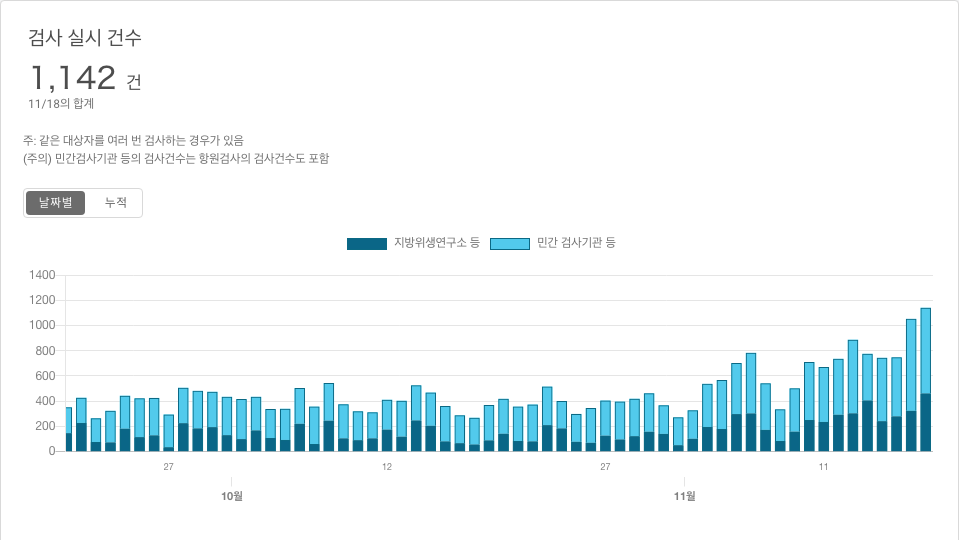 검사 실시 건수
1,142 건
11/18의 합계
주: 같은 대상자를 여러 번 검사하는 경우가 있음
(주의) 민간검사기관 등의 검사건수는 항원검사의 검사건수도 포함
날짜별 누적
지방위생연구소 등 민간 검사기관 등
1400
1200
1000
800
600
400
200
0
27 12 27 11
10월 11월